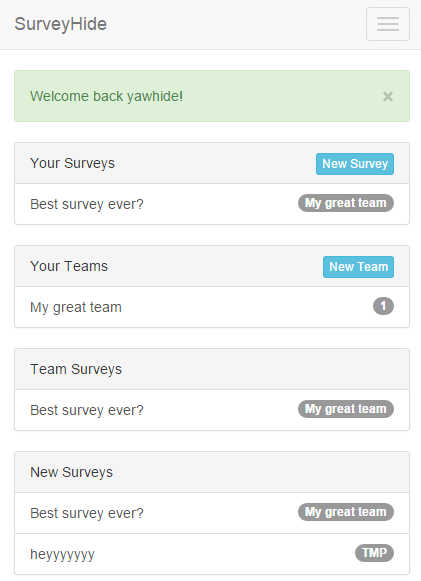 SurveyHide
Welcome back yawhide! ×
Your Surveys New Survey
Best survey ever? My great team
Your Teams New Team
My great team 1
Team Surveys
Best survey ever? My great team
New Surveys
Best survey ever? My great team
heyyyyyyy TMP